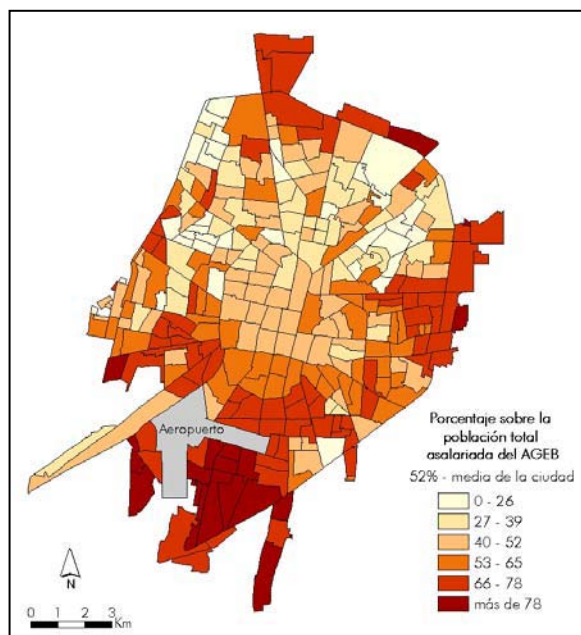 Aeropuerto
Porcentaje sobre la
población total
asalariada del AGEB
52% - media de la ciudad
0 - 26
27 - 39
40 - 52
53 - 65
66 - 78
más de 78
N
0 1 2 3
Km